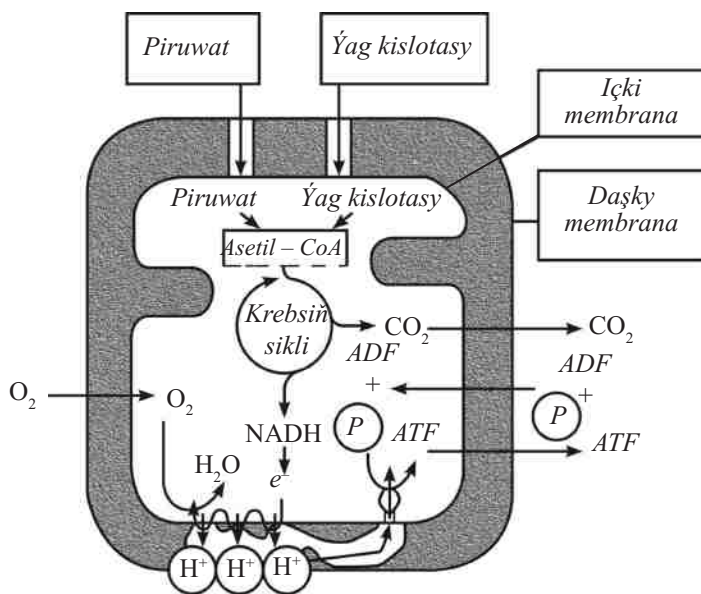 Piruwat
Ýag kislotasy
Içki
membrana
Daşky
membrana
Piruwat
Ýag kislotasy
Asetil – CoA
Krebsiň
sikli
CO₂
CO₂
ADF
ADF
+
+
P
P
O₂
O₂
NADH
ATF
ATF
H₂O
e⁻
H⁺
H⁺
H⁺